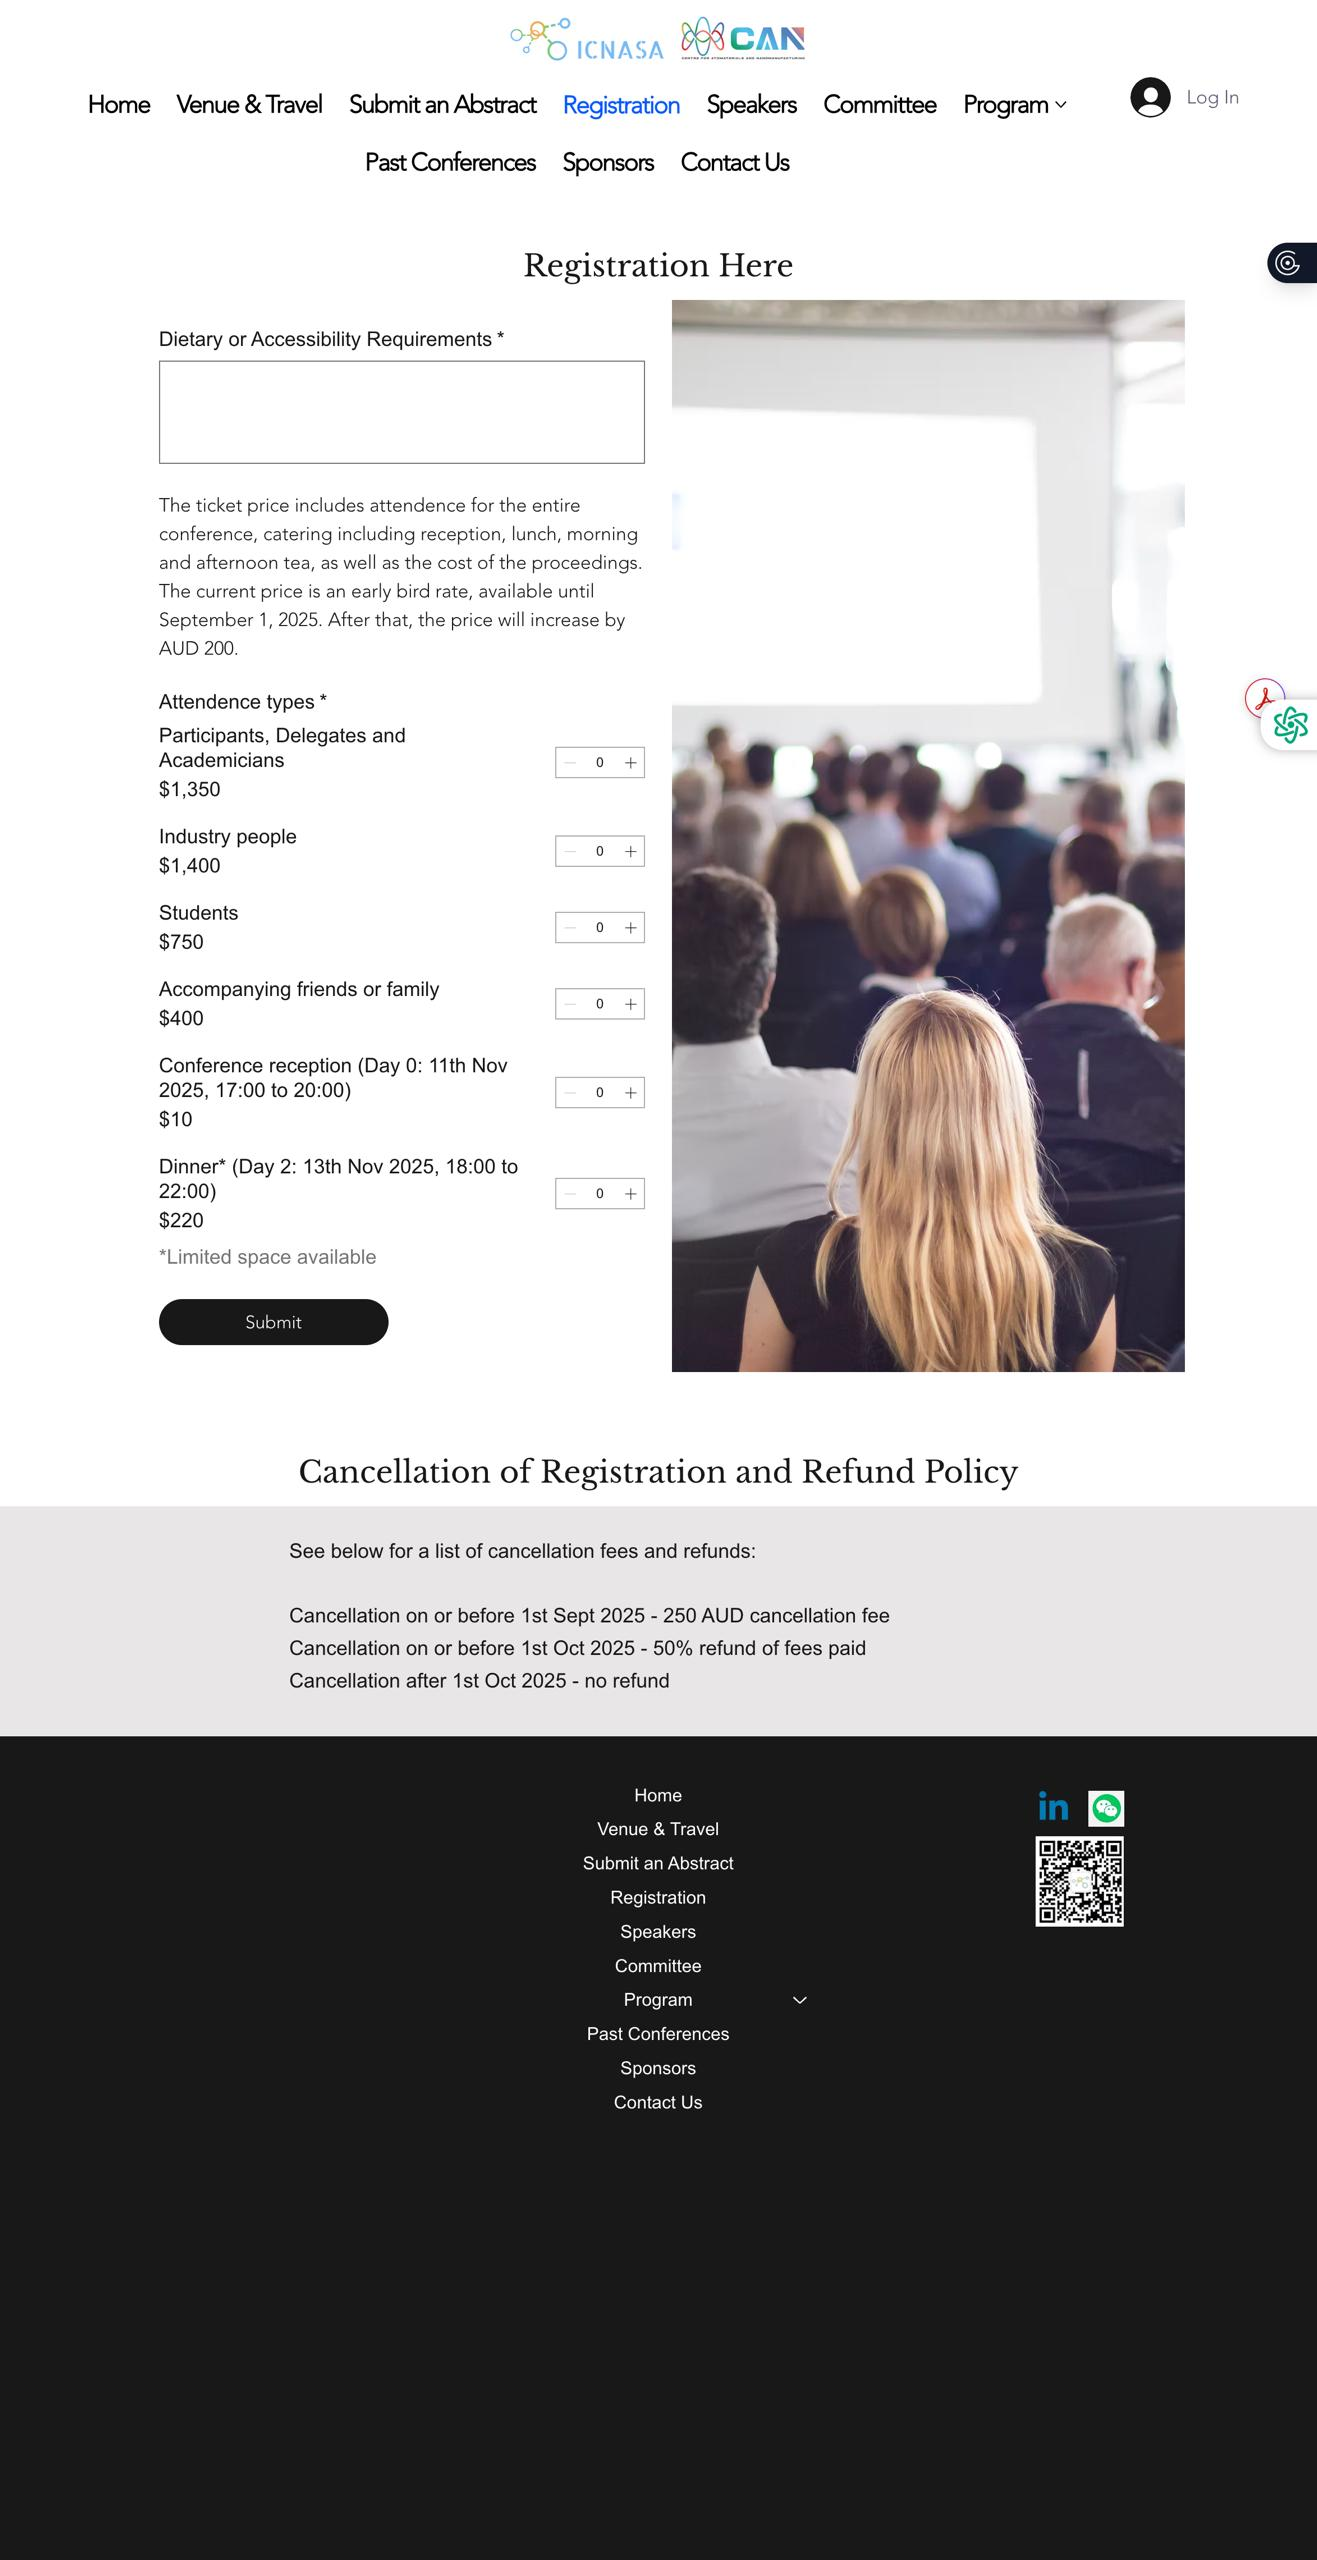 ICNASA
CAN
CENTRE FOR ATOMATERIALS AND NANOMANUFACTURING
Home
Venue & Travel
Submit an Abstract
Registration
Speakers
Committee
Program
Log In
Past Conferences
Sponsors
Contact Us
Registration Here
Dietary or Accessibility Requirements *
The ticket price includes attendence for the entire
conference, catering including reception, lunch, morning
and afternoon tea, as well as the cost of the proceedings.
The current price is an early bird rate, available until
September 1, 2025. After that, the price will increase by
AUD 200.
Attendence types *
Participants, Delegates and
Academicians
$1,350
0
Industry people
$1,400
0
Students
$750
0
Accompanying friends or family
$400
0
Conference reception (Day 0: 11th Nov
2025, 17:00 to 20:00)
$10
0
Dinner* (Day 2: 13th Nov 2025, 18:00 to
22:00)
$220
0
*Limited space available
Submit
Cancellation of Registration and Refund Policy
See below for a list of cancellation fees and refunds:
Cancellation on or before 1st Sept 2025 - 250 AUD cancellation fee
Cancellation on or before 1st Oct 2025 - 50% refund of fees paid
Cancellation after 1st Oct 2025 - no refund
Home
Venue & Travel
Submit an Abstract
Registration
Speakers
Committee
Program
Past Conferences
Sponsors
Contact Us
in